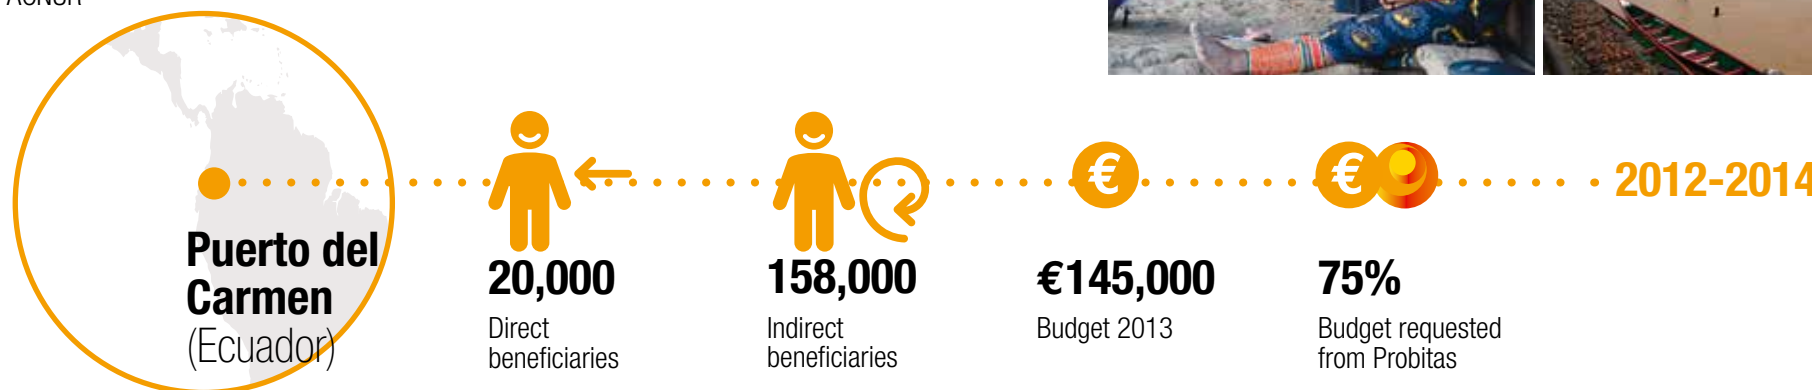 ACNUR
Puerto del
Carmen
(Ecuador)
20,000
Direct
beneficiaries
158,000
Indirect
beneficiaries
€
€145,000
Budget 2013
€
75%
Budget requested
from Probitas
2012-2014